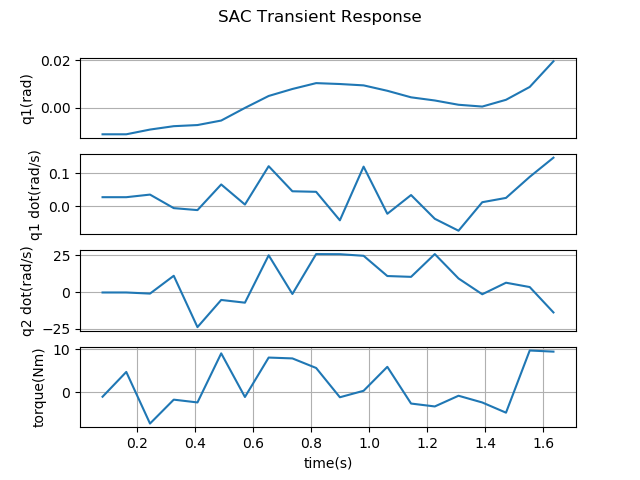 SAC Transient Response
q1(rad)
0.02
0.00
q1 dot(rad/s)
0.1
0.0
q2 dot(rad/s)
25
0
−25
torque(Nm)
10
0
0.2 0.4 0.6 0.8 1.0 1.2 1.4 1.6
time(s)